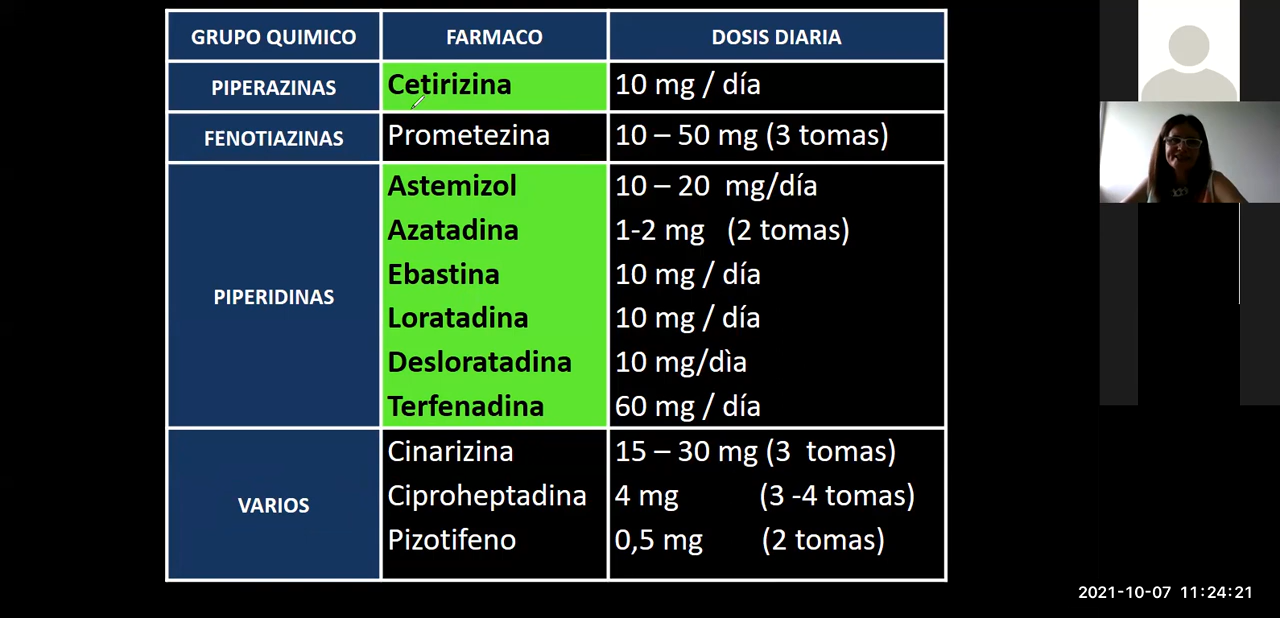 GRUPO QUIMICO FARMACO DOSIS DIARIA
PIPERAZINAS Cetirizina 10 mg / día
FENOTIAZINAS Prometezina 10 – 50 mg (3 tomas)
PIPERIDINAS
Astemizol 10 – 20 mg/día
Azatadina 1-2 mg (2 tomas)
Ebastina 10 mg / día
Loratadina 10 mg / día
Desloratadina 10 mg/dìa
Terfenadina 60 mg / día
VARIOS
Cinarizina 15 – 30 mg (3 tomas)
Ciproheptadina 4 mg (3 -4 tomas)
Pizotifeno 0,5 mg (2 tomas)
2021-10-07 11:24:21